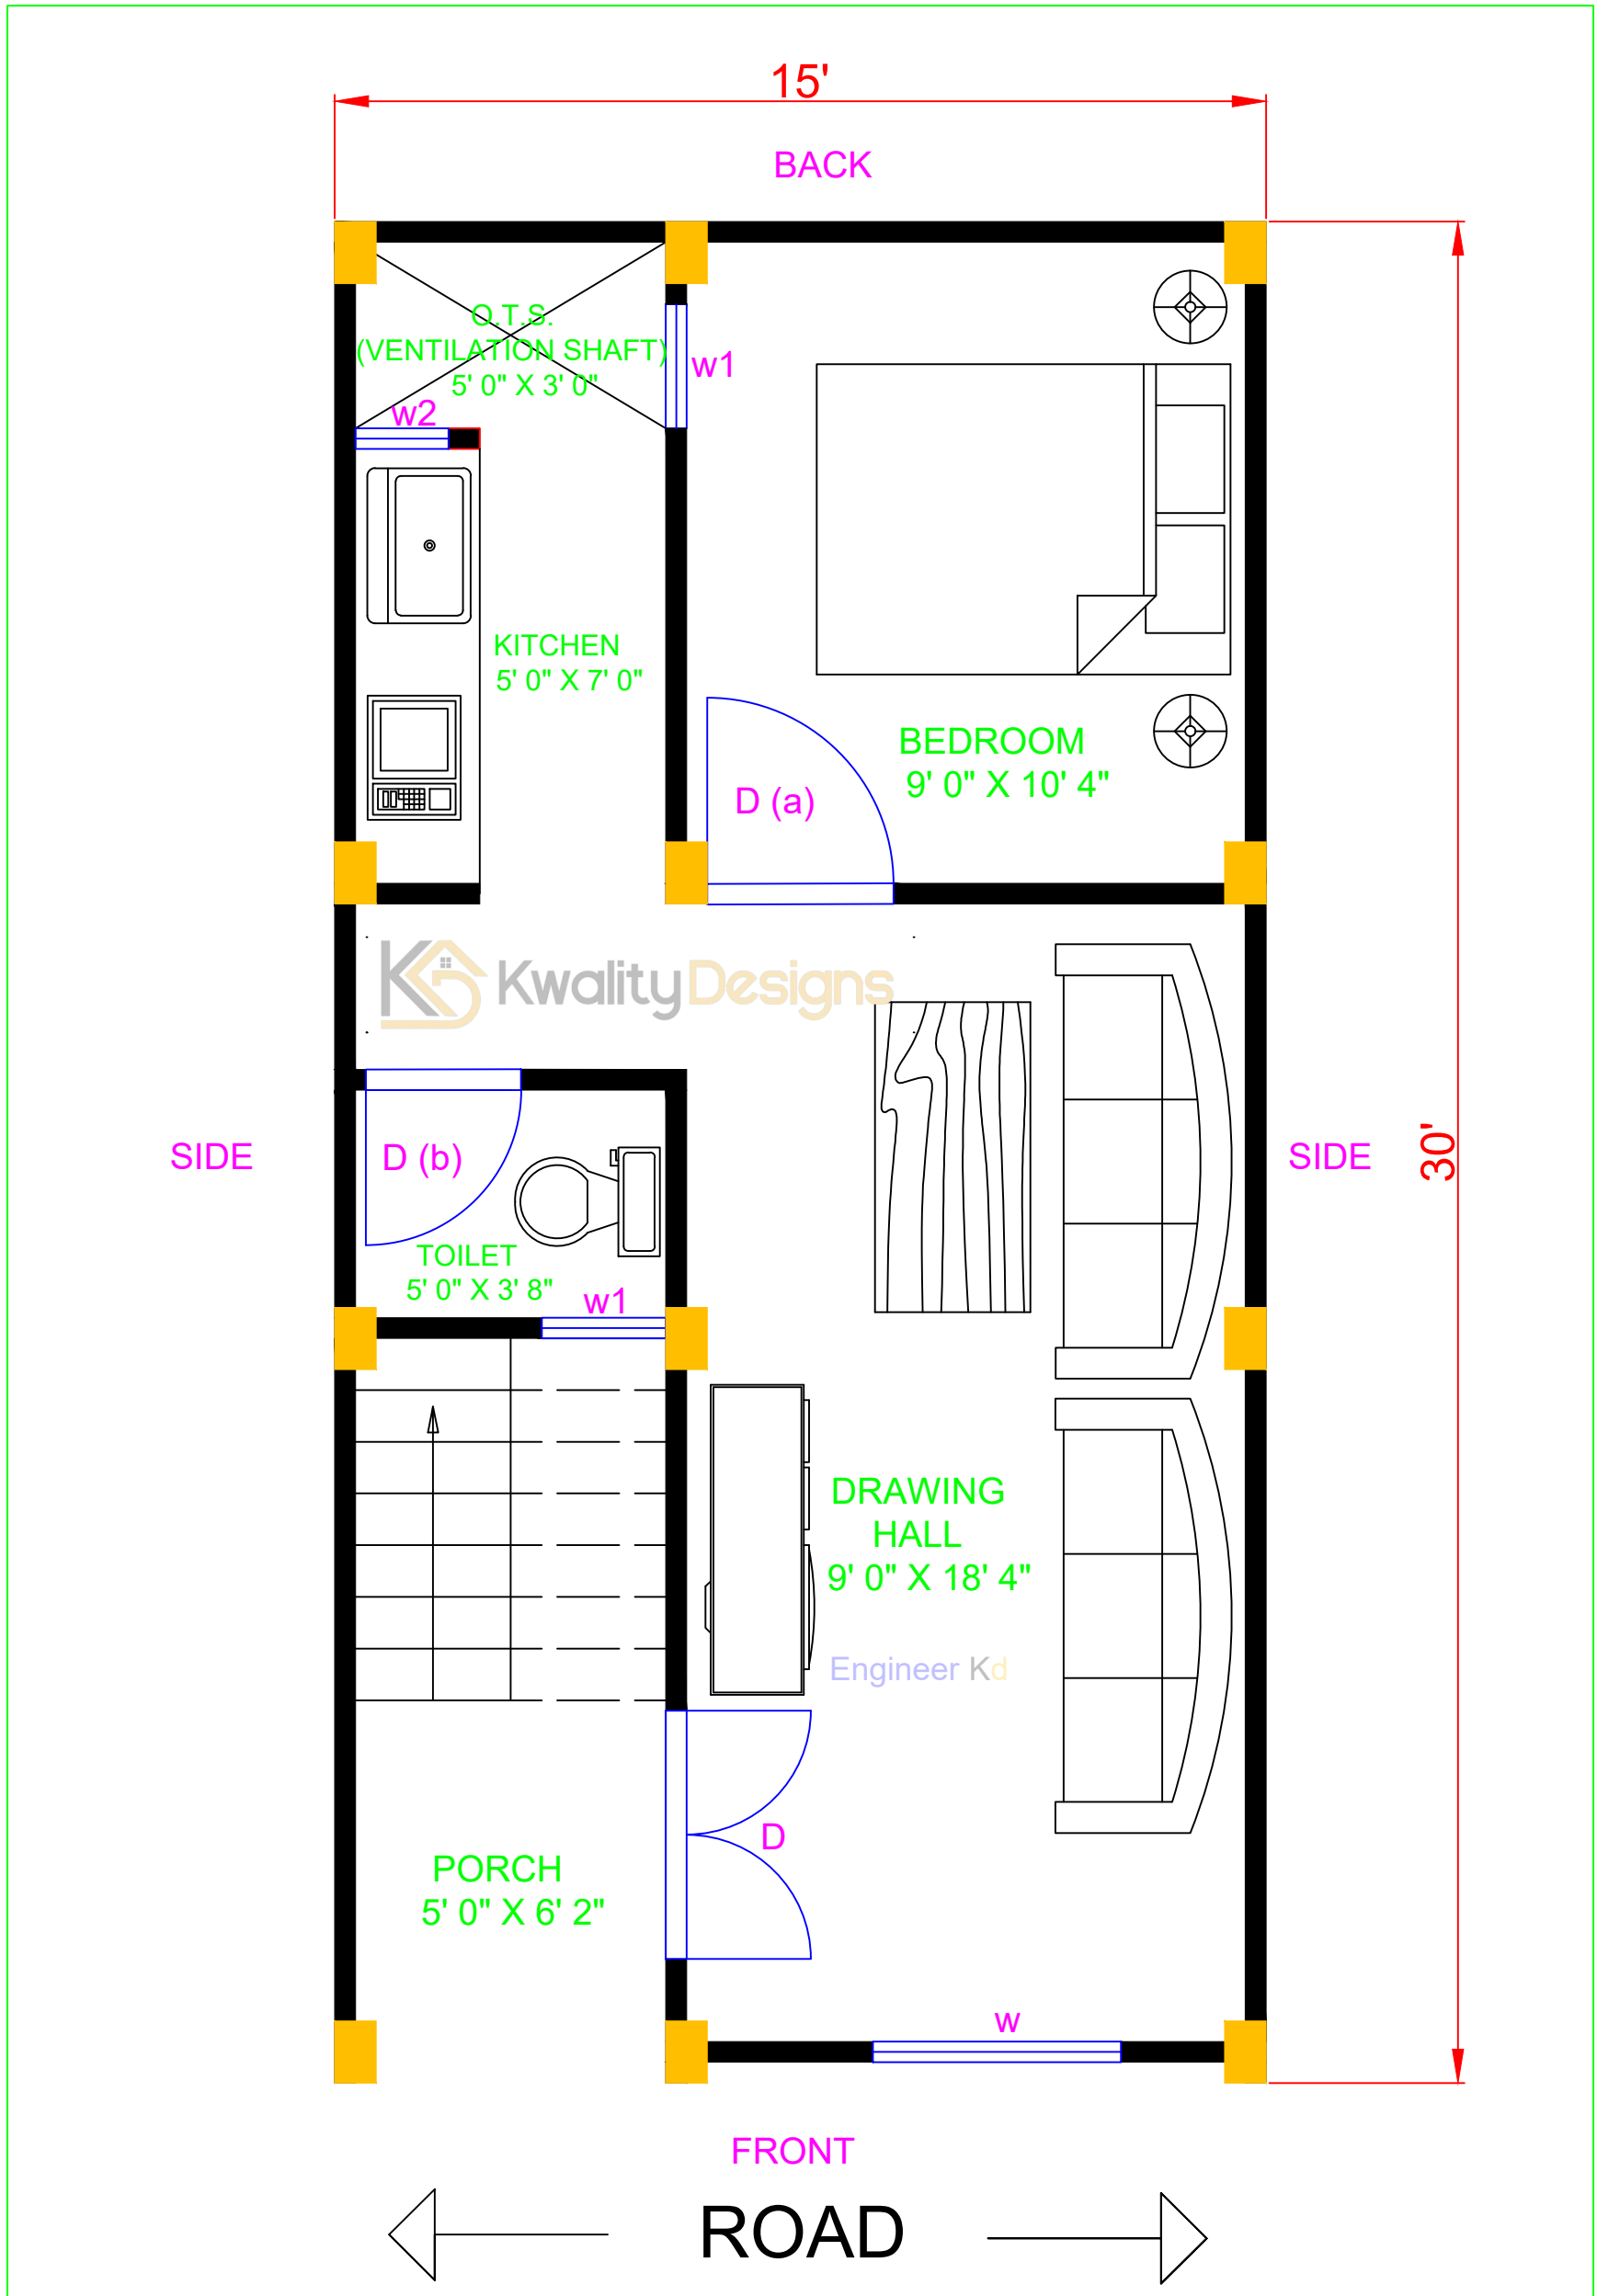 15'
BACK
O.T.S.
(VENTILATION SHAFT)
5' 0" X 3' 0"
w1
w2
KITCHEN
5' 0" X 7' 0"
BEDROOM
9' 0" X 10' 4"
D (a)
KwalityDesigns
SIDE
D (b)
SIDE
30'
TOILET
5' 0" X 3' 8"
w1
DRAWING
HALL
9' 0" X 18' 4"
Engineer Kd
D
PORCH
5' 0" X 6' 2"
w
FRONT
ROAD